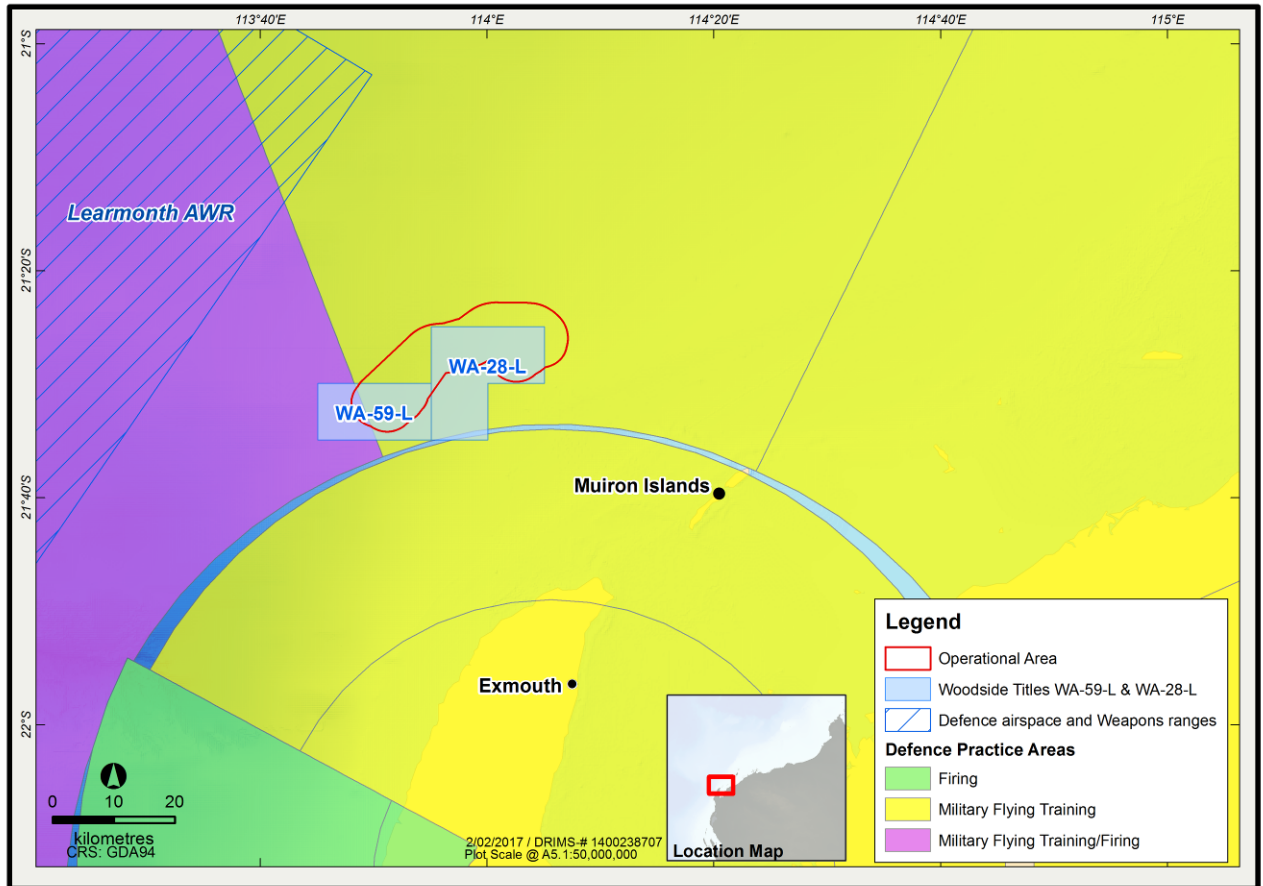 113°40'E
114°E
114°20'E
114°40'E
115°E
21°S
21°20'S
21°40'S
22°S
Learmonth AWR
WA-28-L
WA-59-L
Muiron Islands
Exmouth
0 10 20
kilometres
CRS: GDA94
2/02/2017 / DRIMS-# 1400238707
Plot Scale @ A5.1:50,000,000
Location Map
Legend
Operational Area
Woodside Titles WA-59-L & WA-28-L
Defence airspace and Weapons ranges
Defence Practice Areas
Firing
Military Flying Training
Military Flying Training/Firing